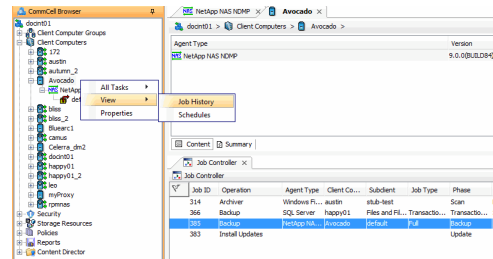 CommCell Browser
docint01
Client Computer Groups
Client Computers
172
austin
autumn_2
Avocado
NetApp
def
bliss
bliss_2
Bluearc1
camus
Celerra_dm2
docint01
happy01
happy01_2
leo
myProxy
rpmnas
Security
Storage Resources
Policies
Reports
Content Director
All Tasks
View
Properties
Job History
Schedules
NetApp NAS NDMP
Avocado
docint01 > Client Computers > Avocado >
Agent Type Version
NetApp NAS NDMP 9.0.0(BUILD84)
Content Summary
Job Controller
Job Controller
Job ID Operation Agent Type Client Co... Subclient Job Type Phase
314 Archiver Windows Fi... austin stub-test Scan
366 Backup SQL Server happy01 Files and Fil... Transactio... Transactio...
385 Backup NetApp NA... Avocado default Full Backup
383 Install Updates Update